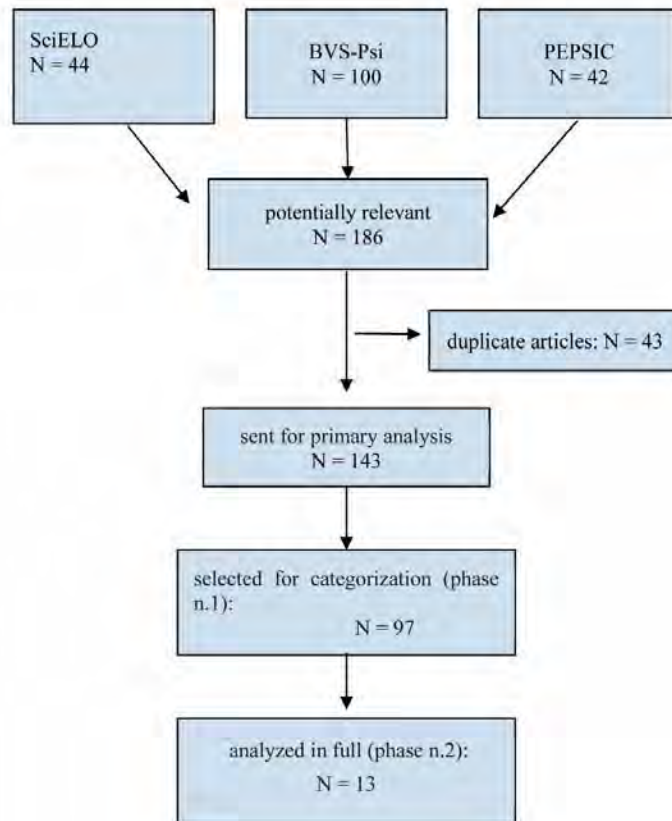 SciELO
N = 44
BVS-Psi
N = 100
PEPSIC
N = 42
potentially relevant
N = 186
duplicate articles: N = 43
sent for primary analysis
N = 143
selected for categorization (phase
n.1):
N = 97
analyzed in full (phase n.2):
N = 13